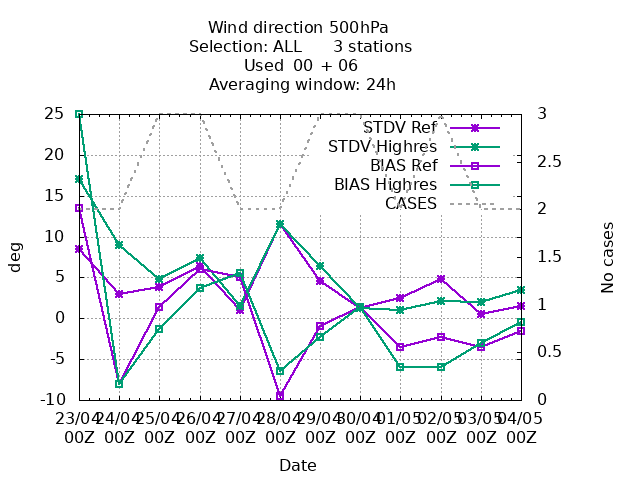 Wind direction 500hPa
Selection: ALL      3 stations
Used  00 + 06
Averaging window: 24h
25
20
15
10
5
0
-5
-10
deg
3
2.5
2
1.5
1
0.5
0
No cases
STDV Ref
STDV Highres
BIAS Ref
BIAS Highres
CASES
23/04 24/04 25/04 26/04 27/04 28/04 29/04 30/04 01/05 02/05 03/05 04/05
00Z 00Z 00Z 00Z 00Z 00Z 00Z 00Z 00Z 00Z 00Z 00Z
Date